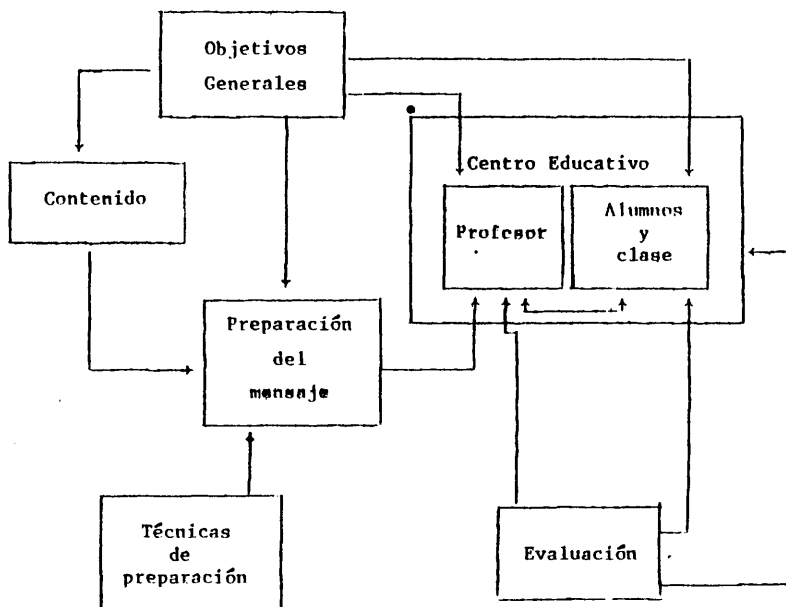 Objetivos
Generales
Centro Educativo
Contenido
Profesor
Alumnos
y
clase
Preparación
del
mensaje
Técnicas
de
preparación
Evaluación